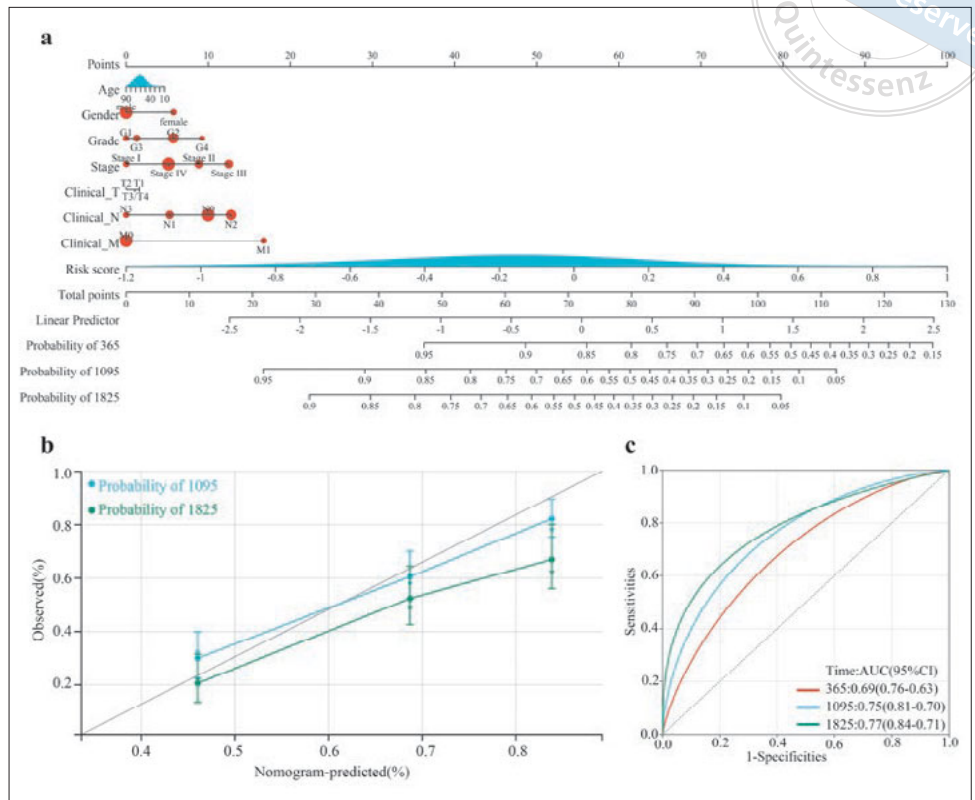 eserve
Quintessenz
a
Points
0 10 20 30 40 50 60 70 80 90 100
Age
90 40 10
Gender
male
female
Grade
G1 G2
G3 G4
Stage
Stage I Stage II
Stage IV Stage III
Clinical_T
T2 T1
T3/T4
Clinical_N
N3 N0
N1 N2
Clinical_M
M0
M1
Risk score
-1.2 -1 -0.8 -0.6 -0.4 -0.2 0 0.2 0.4 0.6 0.8 1
Total points
0 10 20 30 40 50 60 70 80 90 100 110 120 130
Linear Predictor
-2.5 -2 -1.5 -1 -0.5 0 0.5 1 1.5 2 2.5
Probability of 365
0.95 0.9 0.85 0.8 0.75 0.7 0.65 0.6 0.55 0.5 0.45 0.4 0.35 0.3 0.25 0.2 0.15
Probability of 1095
0.95 0.9 0.85 0.8 0.75 0.7 0.65 0.6 0.55 0.5 0.45 0.4 0.35 0.3 0.25 0.2 0.15 0.1 0.05
Probability of 1825
0.9 0.85 0.8 0.75 0.7 0.65 0.6 0.55 0.5 0.45 0.4 0.35 0.3 0.25 0.2 0.15 0.1 0.05
b
Observed(%)
1.0
0.8
0.6
0.4
0.2
Probability of 1095
Probability of 1825
0.4 0.5 0.6 0.7 0.8
Nomogram-predicted(%)
c
Sensitivities
1.0
0.8
0.6
0.4
0.2
0.0
Time:AUC(95%CI)
365:0.69(0.76-0.63)
1095:0.75(0.81-0.70)
1825:0.77(0.84-0.71)
0.0 0.2 0.4 0.6 0.8 1.0
1-Specificities